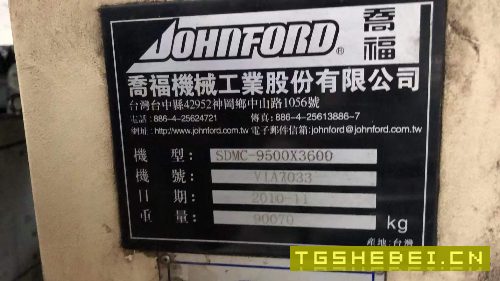 JOHNFORD® 喬福
喬福機械工業股份有限公司
台灣台中縣42952神岡鄉中山路1056號
電話:886-4-25624721 傳真:886-4-25613886-7
網址:http://www.johnford.com.tw 電子郵件信箱:johnford@johnford.com.tw
機 型: SDMC-9500X3600
機 號: VIA7033
日 期: 2010-11
重 量: 90070 kg
產地:台灣
TGSHEBEI.CN